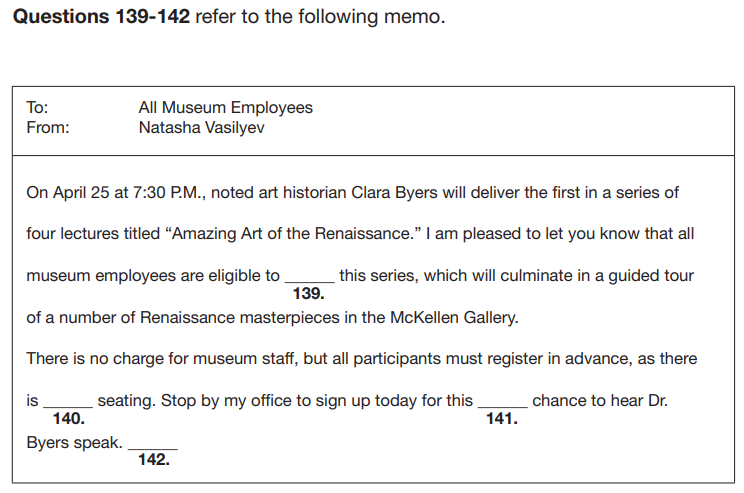 Questions 139-142 refer to the following memo.
To: All Museum Employees
From: Natasha Vasilyev
On April 25 at 7:30 P.M., noted art historian Clara Byers will deliver the first in a series of
four lectures titled “Amazing Art of the Renaissance.” I am pleased to let you know that all
museum employees are eligible to ______ this series, which will culminate in a guided tour
139.
of a number of Renaissance masterpieces in the McKellen Gallery.
There is no charge for museum staff, but all participants must register in advance, as there
is ______ seating. Stop by my office to sign up today for this ______ chance to hear Dr.
140. 141.
Byers speak. ______
142.